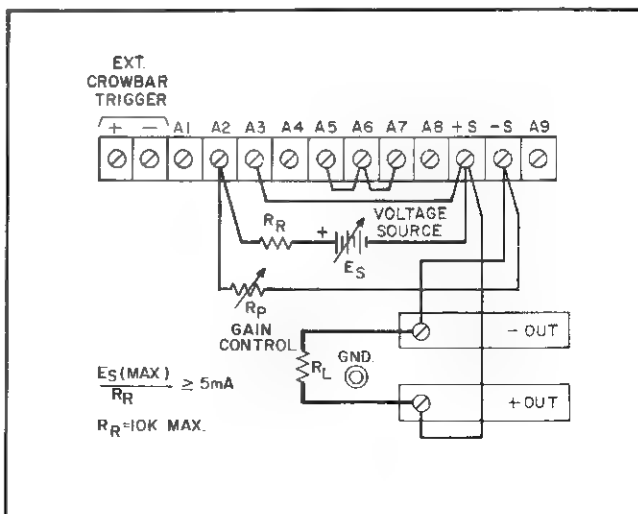 EXT.
CROWBAR
TRIGGER
+ − A1 A2 A3 A4 A5 A6 A7 A8 +S −S A9
RR
+
VOLTAGE
SOURCE
ES
RP
GAIN
CONTROL
− OUT
RL
GND.
ES(MAX)
RR
≥ 5mA
+ OUT
RR=10K MAX.